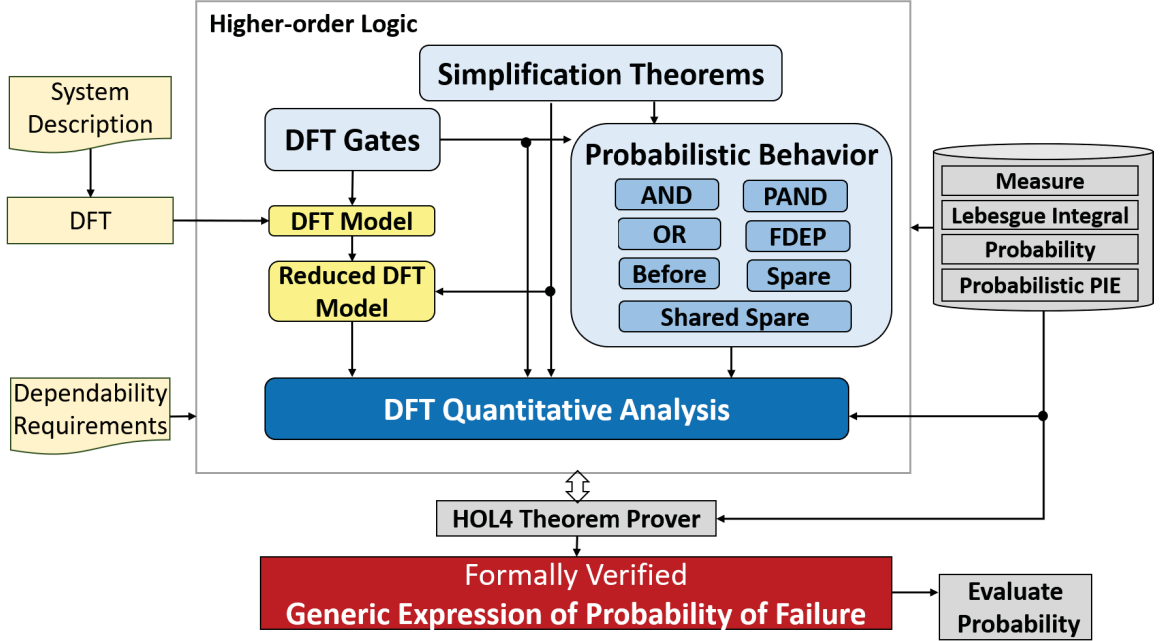 Higher-order Logic
Simplification Theorems
System
Description
DFT Gates
Probabilistic Behavior
AND
PAND
OR
FDEP
Before
Spare
Shared Spare
Measure
Lebesgue Integral
Probability
Probabilistic PIE
DFT
DFT Model
Reduced DFT
Model
Dependability
Requirements
DFT Quantitative Analysis
HOL4 Theorem Prover
Formally Verified
Generic Expression of Probability of Failure
Evaluate
Probability